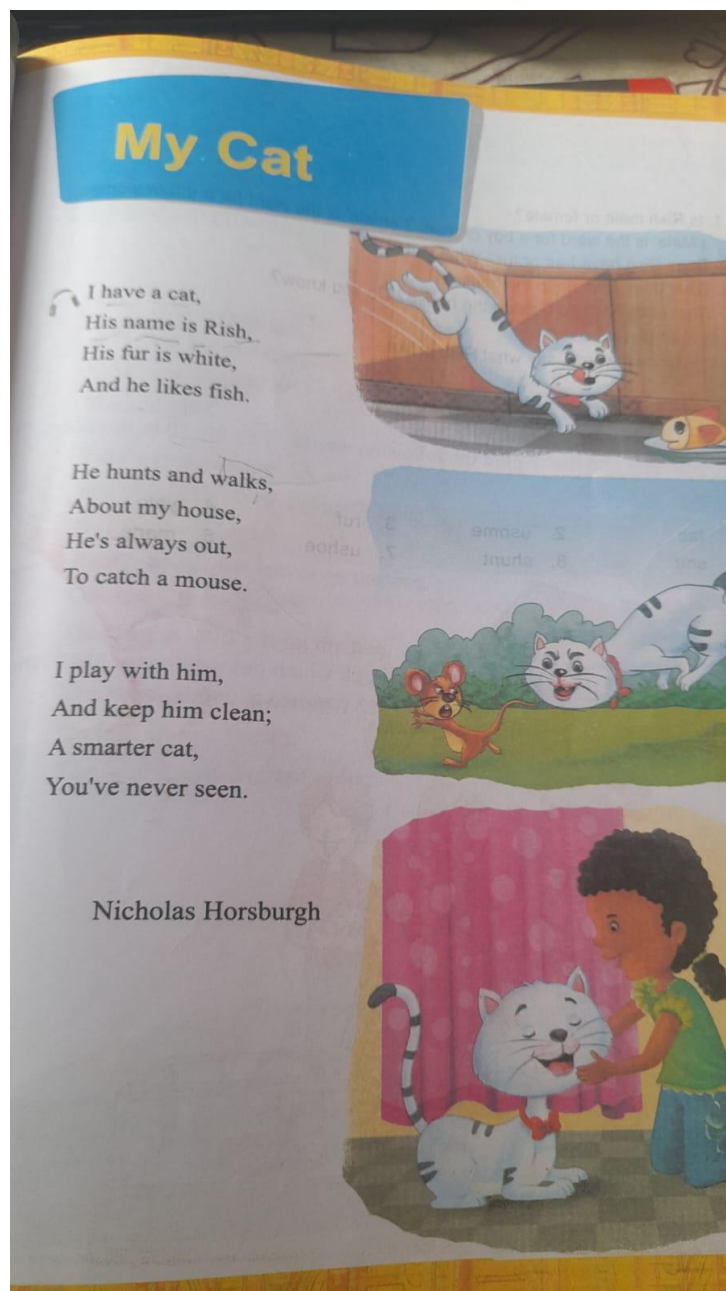 My Cat
I have a cat,
His name is Rish,
His fur is white,
And he likes fish.
He hunts and walks,
About my house,
He's always out,
To catch a mouse.
I play with him,
And keep him clean;
A smarter cat,
You've never seen.
Nicholas Horsburgh